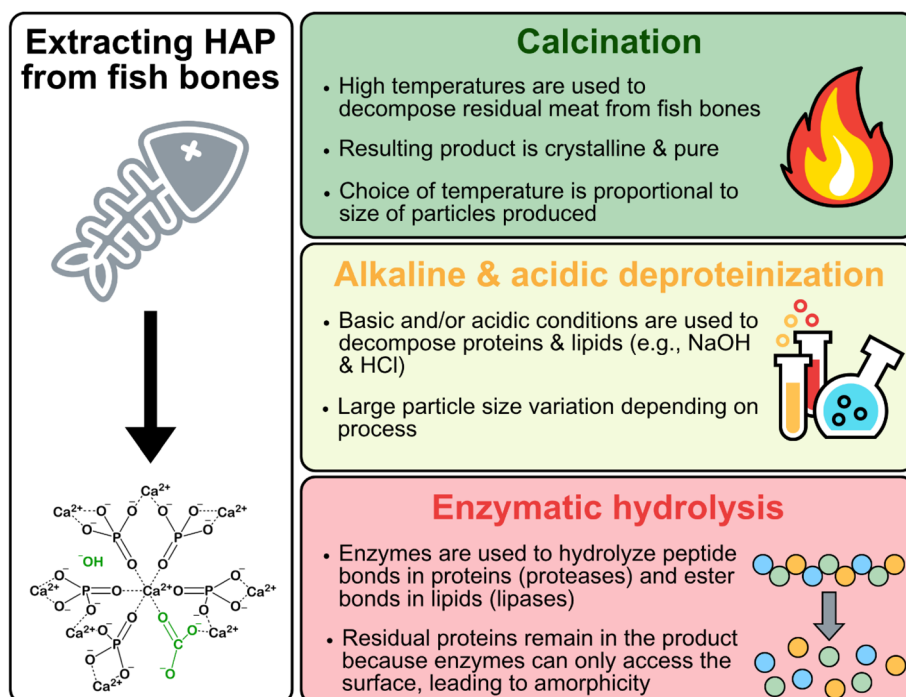 Extracting HAP
from fish bones
Ca²⁺
O⁻
O⁻
Ca²⁺
O⁻
P
O
O⁻
P
O
O⁻
Ca²⁺
⁻OH
Ca²⁺
O⁻
O⁻
P
O
Ca²⁺
O
P
O⁻
O⁻
Ca²⁺
O⁻
Ca²⁺
O⁻
P
O
O⁻
O⁻
Ca²⁺
O
C
O⁻
O⁻
O⁻
Ca²⁺
Calcination
• High temperatures are used to
decompose residual meat from fish bones
• Resulting product is crystalline & pure
• Choice of temperature is proportional to
size of particles produced
Alkaline & acidic deproteinization
• Basic and/or acidic conditions are used to
decompose proteins & lipids (e.g., NaOH
& HCl)
• Large particle size variation depending on
process
Enzymatic hydrolysis
• Enzymes are used to hydrolyze peptide
bonds in proteins (proteases) and ester
bonds in lipids (lipases)
• Residual proteins remain in the product
because enzymes can only access the
surface, leading to amorphicity